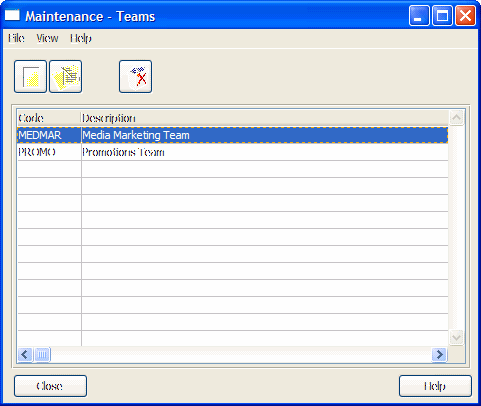 Maintenance - Teams
File View Help
Code Description
MEDMAR Media Marketing Team
PROMO Promotions Team
Close Help